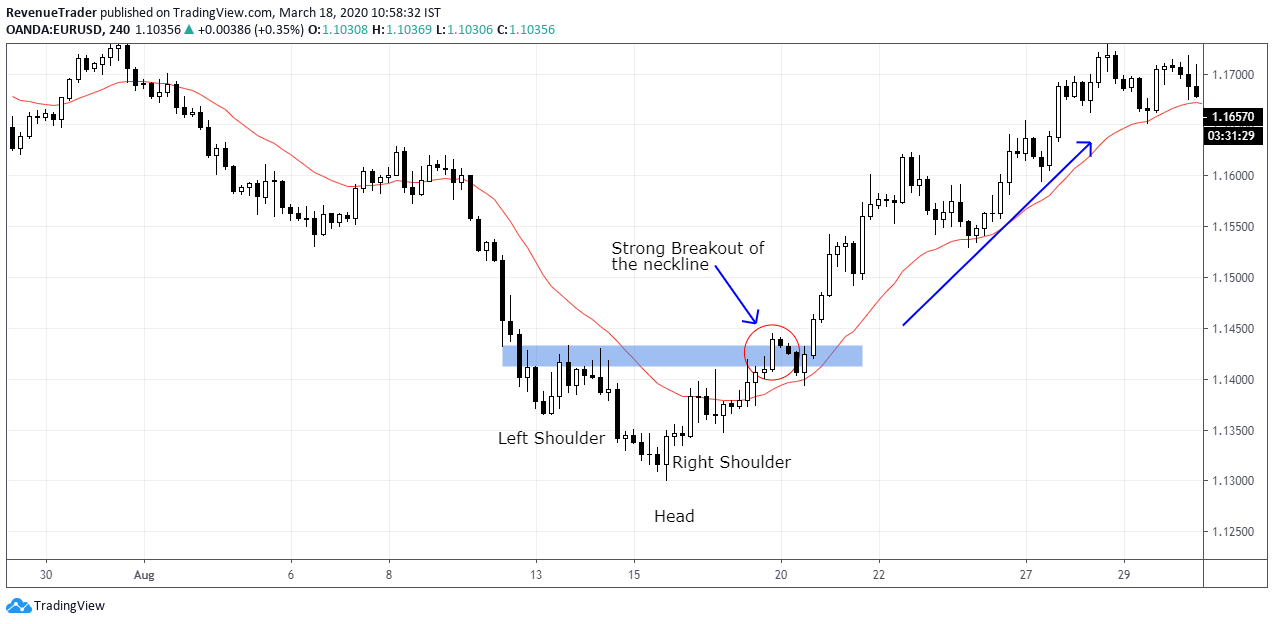 RevenueTrader published on TradingView.com, March 18, 2020 10:58:32 IST
OANDA:EURUSD, 240 1.10356 ▲ +0.00386 (+0.35%) O:1.10308 H:1.10369 L:1.10306 C:1.10356
1.17000
1.16570
03:31:29
1.16000
Strong Breakout of
the neckline
1.15500
1.15000
1.14500
1.14000
Left Shoulder
1.13500
Right Shoulder
1.13000
Head
1.12500
30 Aug 6 8 13 15 20 22 27 29
TradingView